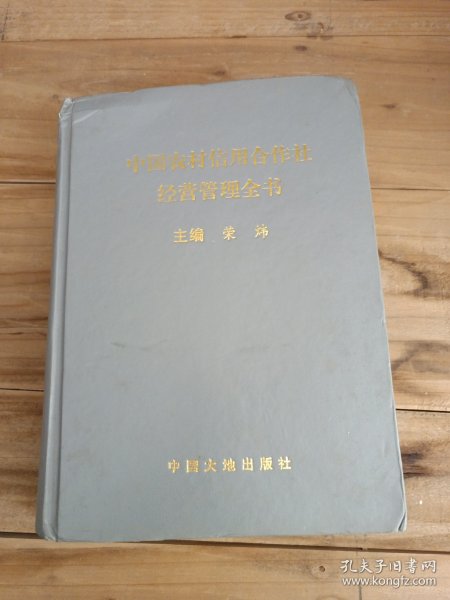 中国农村信用合作社
经营管理全书
主编 荣炜
中国大地出版社
孔夫子旧书网
www.kongfz.com